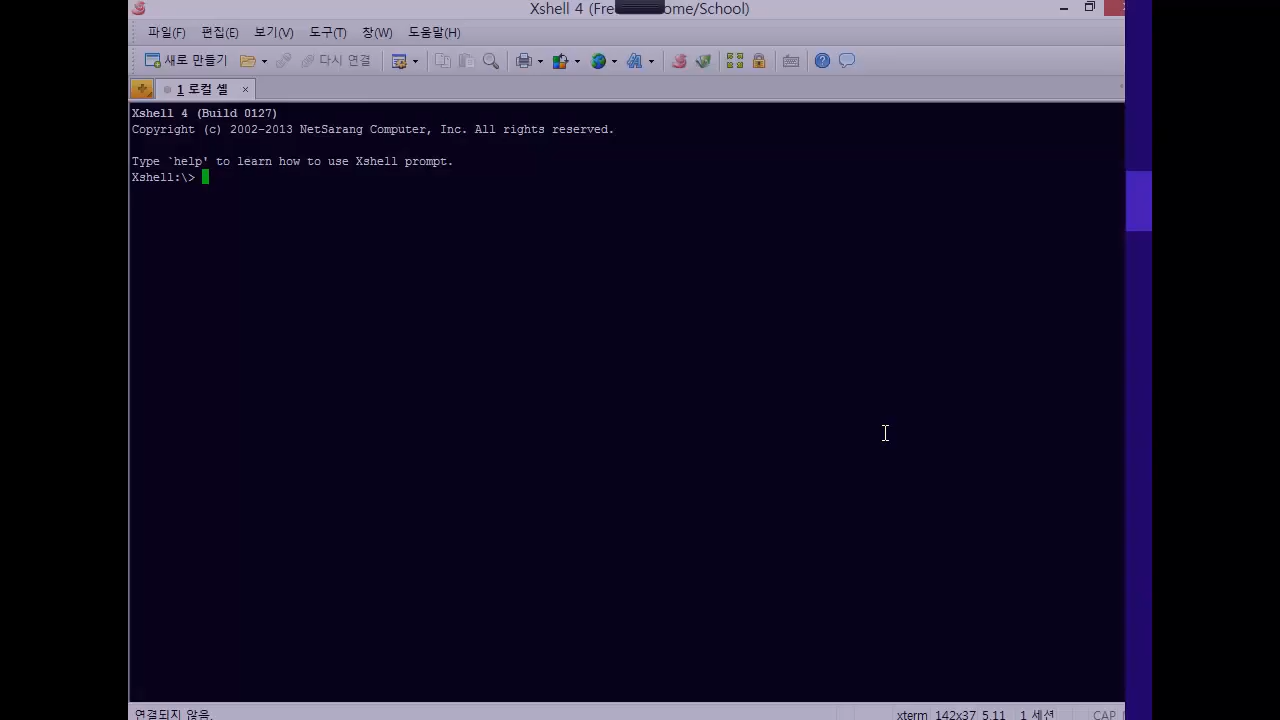 Xshell 4 (Fre ome/School)
파일(F) 편집(E) 보기(V) 도구(T) 창(W) 도움말(H)
새로 만들기 다시 연결
1 로컬 셸 ×
Xshell 4 (Build 0127)
Copyright (c) 2002-2013 NetSarang Computer, Inc. All rights reserved.
Type `help' to learn how to use Xshell prompt.
Xshell:\>
연결되지 않음. xterm 142x37 5,11 1 세션 CAP